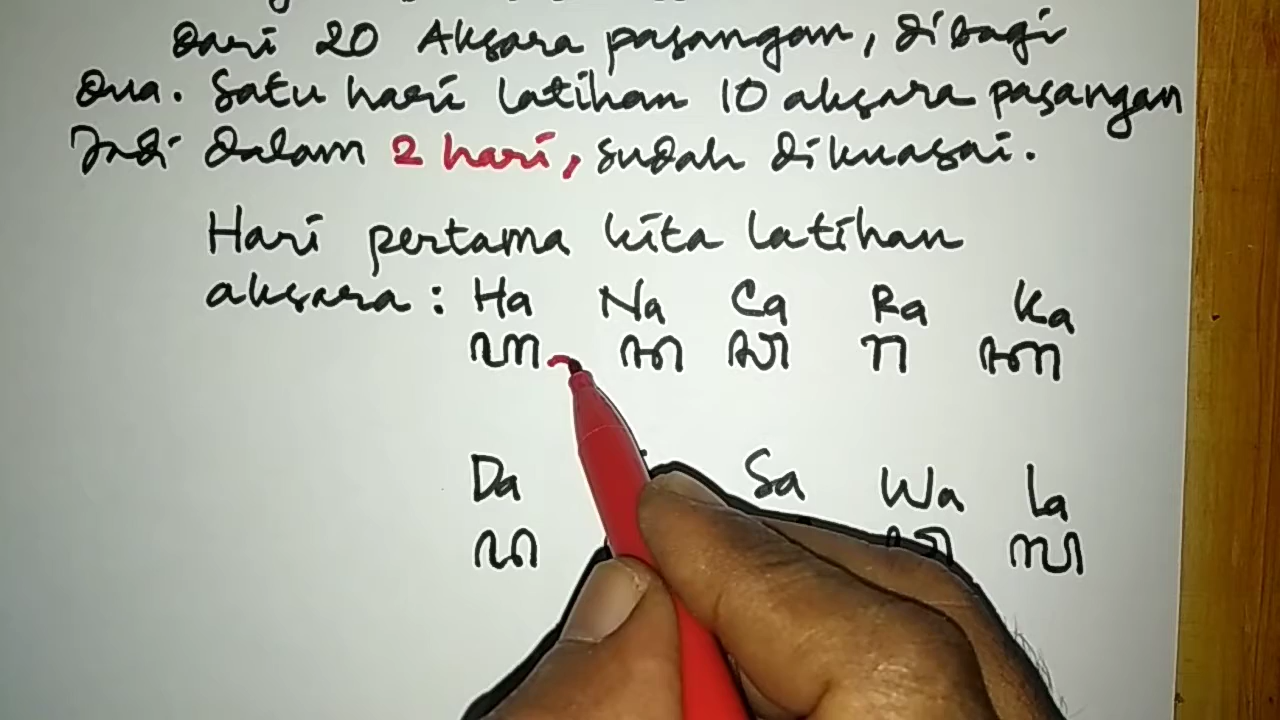 Dari 20 Aksara pasangan, dibagi
dua. Satu hari latihan 10 aksara pasangan
Jadi dalam 2 hari, sudah dikuasai.
Hari pertama kita latihan
aksara : Ha Na Ca Ra Ka
ꦲ ꦤ ꦕ ꦫ ꦏ
Da Sa Wa La
ꦢ ꦮ ꦭ